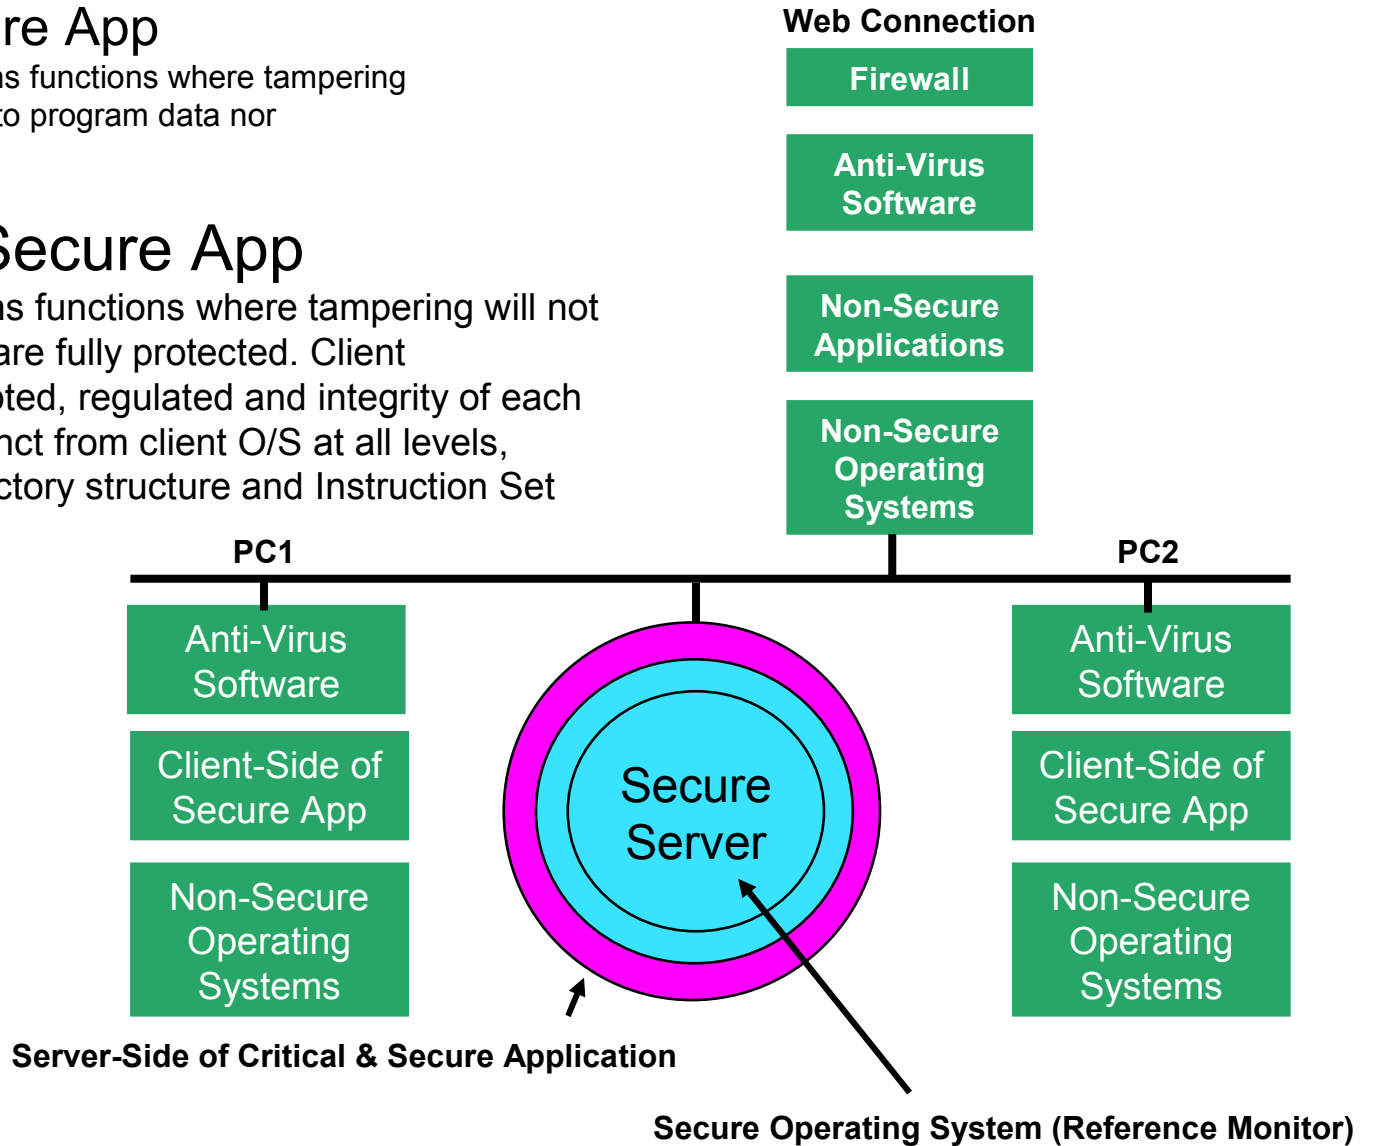 re App
ns functions where tampering
to program data nor
Secure App
ns functions where tampering will not
are fully protected. Client
pted, regulated and integrity of each
nct from client O/S at all levels,
ctory structure and Instruction Set
Web Connection
Firewall
Anti-Virus
Software
Non-Secure
Applications
Non-Secure
Operating
Systems
PC1
Anti-Virus
Software
Client-Side of
Secure App
Non-Secure
Operating
Systems
Secure
Server
PC2
Anti-Virus
Software
Client-Side of
Secure App
Non-Secure
Operating
Systems
Server-Side of Critical & Secure Application
Secure Operating System (Reference Monitor)